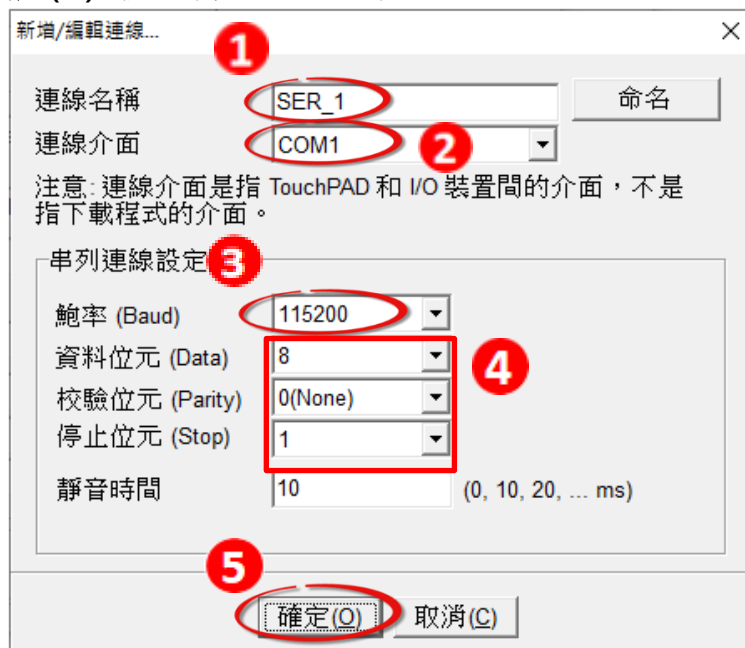 新增/編輯連線...
1
連線名稱 SER_1 命名
連線介面 COM1 2
注意: 連線介面是指 TouchPAD 和 I/O 裝置間的介面，不是
指下載程式的介面。
串列連線設定 3
鮑率 (Baud) 115200
資料位元 (Data) 8 4
校驗位元 (Parity) 0(None)
停止位元 (Stop) 1
靜音時間 10 (0, 10, 20, ... ms)
5
確定(O) 取消(C)